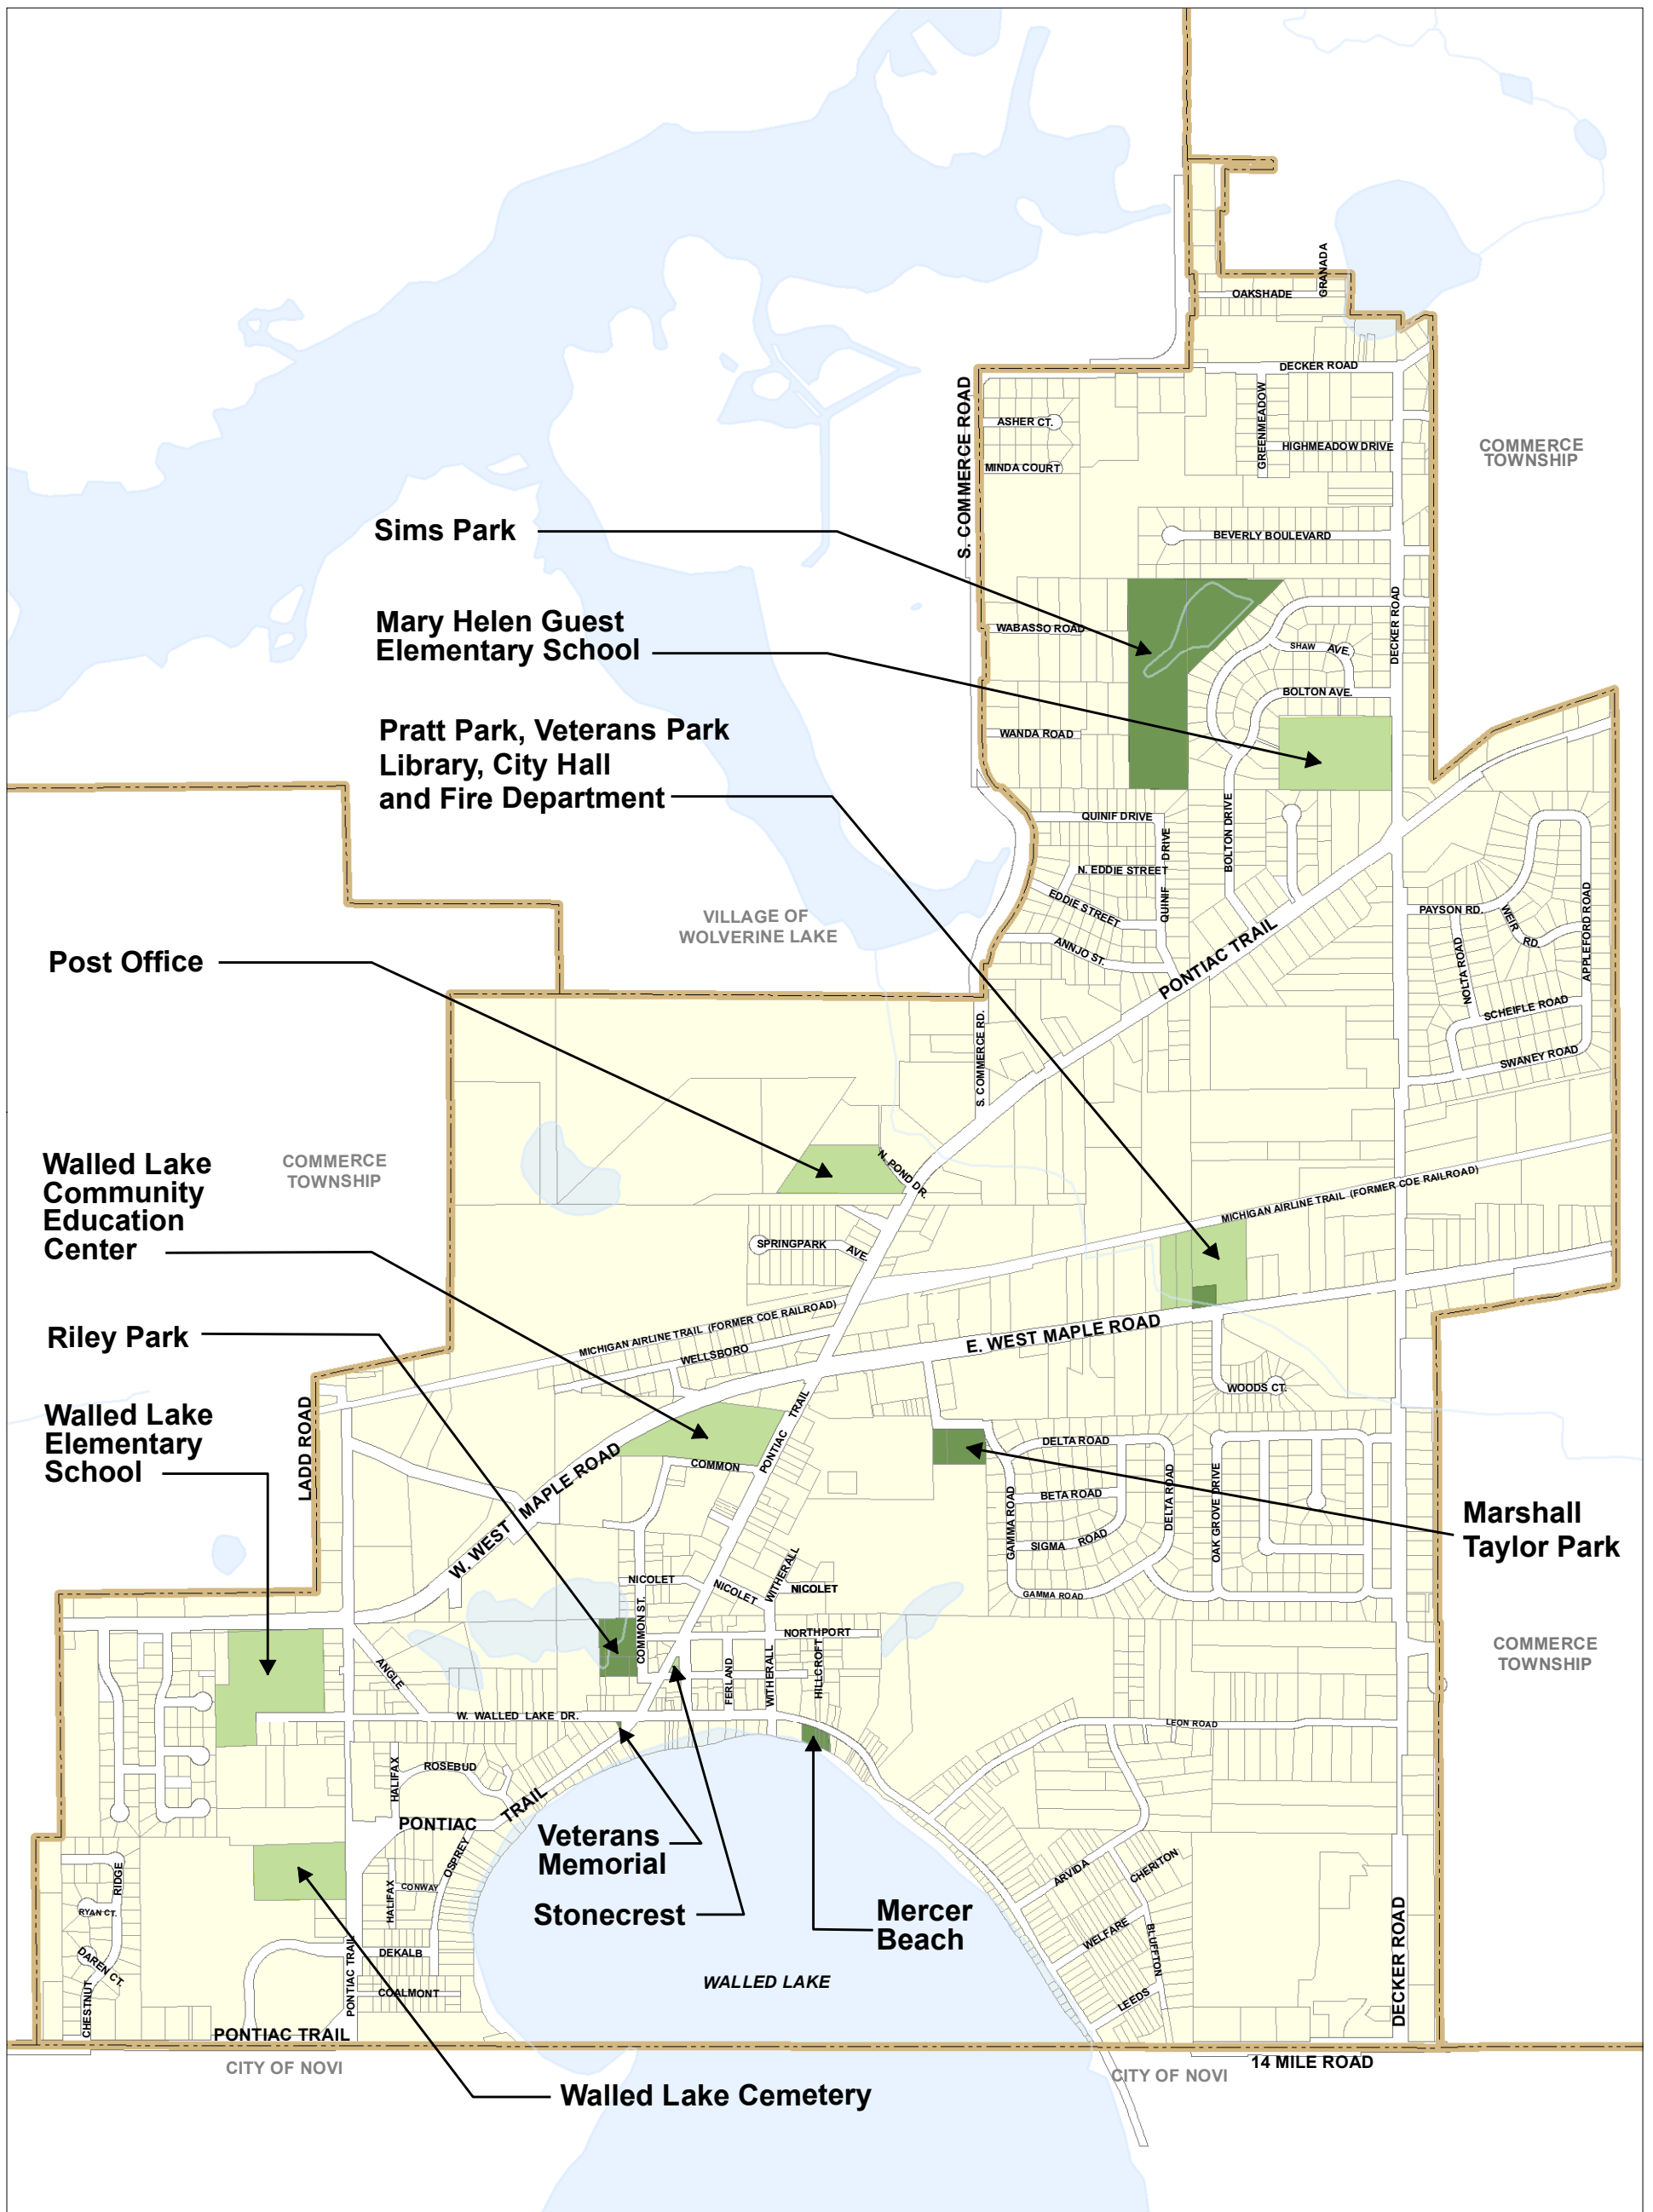 GRANADA
OAKSHADE
DECKER ROAD
S. COMMERCE ROAD
GREENMEADOW
ASHER CT.
HIGHMEADOW DRIVE
COMMERCE
TOWNSHIP
MINDA COURT
Sims Park
BEVERLY BOULEVARD
Mary Helen Guest
Elementary School
WABASSO ROAD
DECKER ROAD
SHAW AVE.
BOLTON AVE.
Pratt Park, Veterans Park
Library, City Hall
and Fire Department
WANDA ROAD
QUINIF DRIVE
BOLTON DRIVE
QUINIF DRIVE
N. EDDIE STREET
EDDIE STREET
ANNJO ST.
PAYSON RD.
WEIR RD.
APPLEFORD ROAD
NOLTA ROAD
VILLAGE OF
WOLVERINE LAKE
PONTIAC TRAIL
Post Office
SCHEIFLE ROAD
SWANEY ROAD
S. COMMERCE RD.
Walled Lake
Community
Education
Center
COMMERCE
TOWNSHIP
N. POND DR.
MICHIGAN AIRLINE TRAIL (FORMER COE RAILROAD)
SPRINGPARK AVE.
MICHIGAN AIRLINE TRAIL (FORMER COE RAILROAD)
Riley Park
WELLSBORO
E. WEST MAPLE ROAD
WOODS CT.
LADD ROAD
Walled Lake
Elementary
School
PONTIAC TRAIL
COMMON
W. WEST MAPLE ROAD
DELTA ROAD
BETA ROAD
SIGMA ROAD
GAMMA ROAD
DELTA ROAD
OAK GROVE DRIVE
GAMMA ROAD
Marshall
Taylor Park
NICOLET
NICOLET
WITHERALL
NICOLET
COMMON ST.
NORTHPORT
HILLCROFT
FERLAND
WITHERALL
COMMERCE
TOWNSHIP
ANGLE
W. WALLED LAKE DR.
LEON ROAD
HALIFAX
ROSEBUD
PONTIAC TRAIL
OSPREY
Veterans
Memorial
Stonecrest
Mercer
Beach
ARVIDA
CHERITON
WELFARE
BLUFFTON
LEEDS
RIDGE
RYAN CT.
DAREN CT.
CHESTNUT
HALIFAX
CONWAY
DEKALB
COALMONT
PONTIAC TRAIL
WALLED LAKE
DECKER ROAD
PONTIAC TRAIL
CITY OF NOVI
14 MILE ROAD
CITY OF NOVI
Walled Lake Cemetery